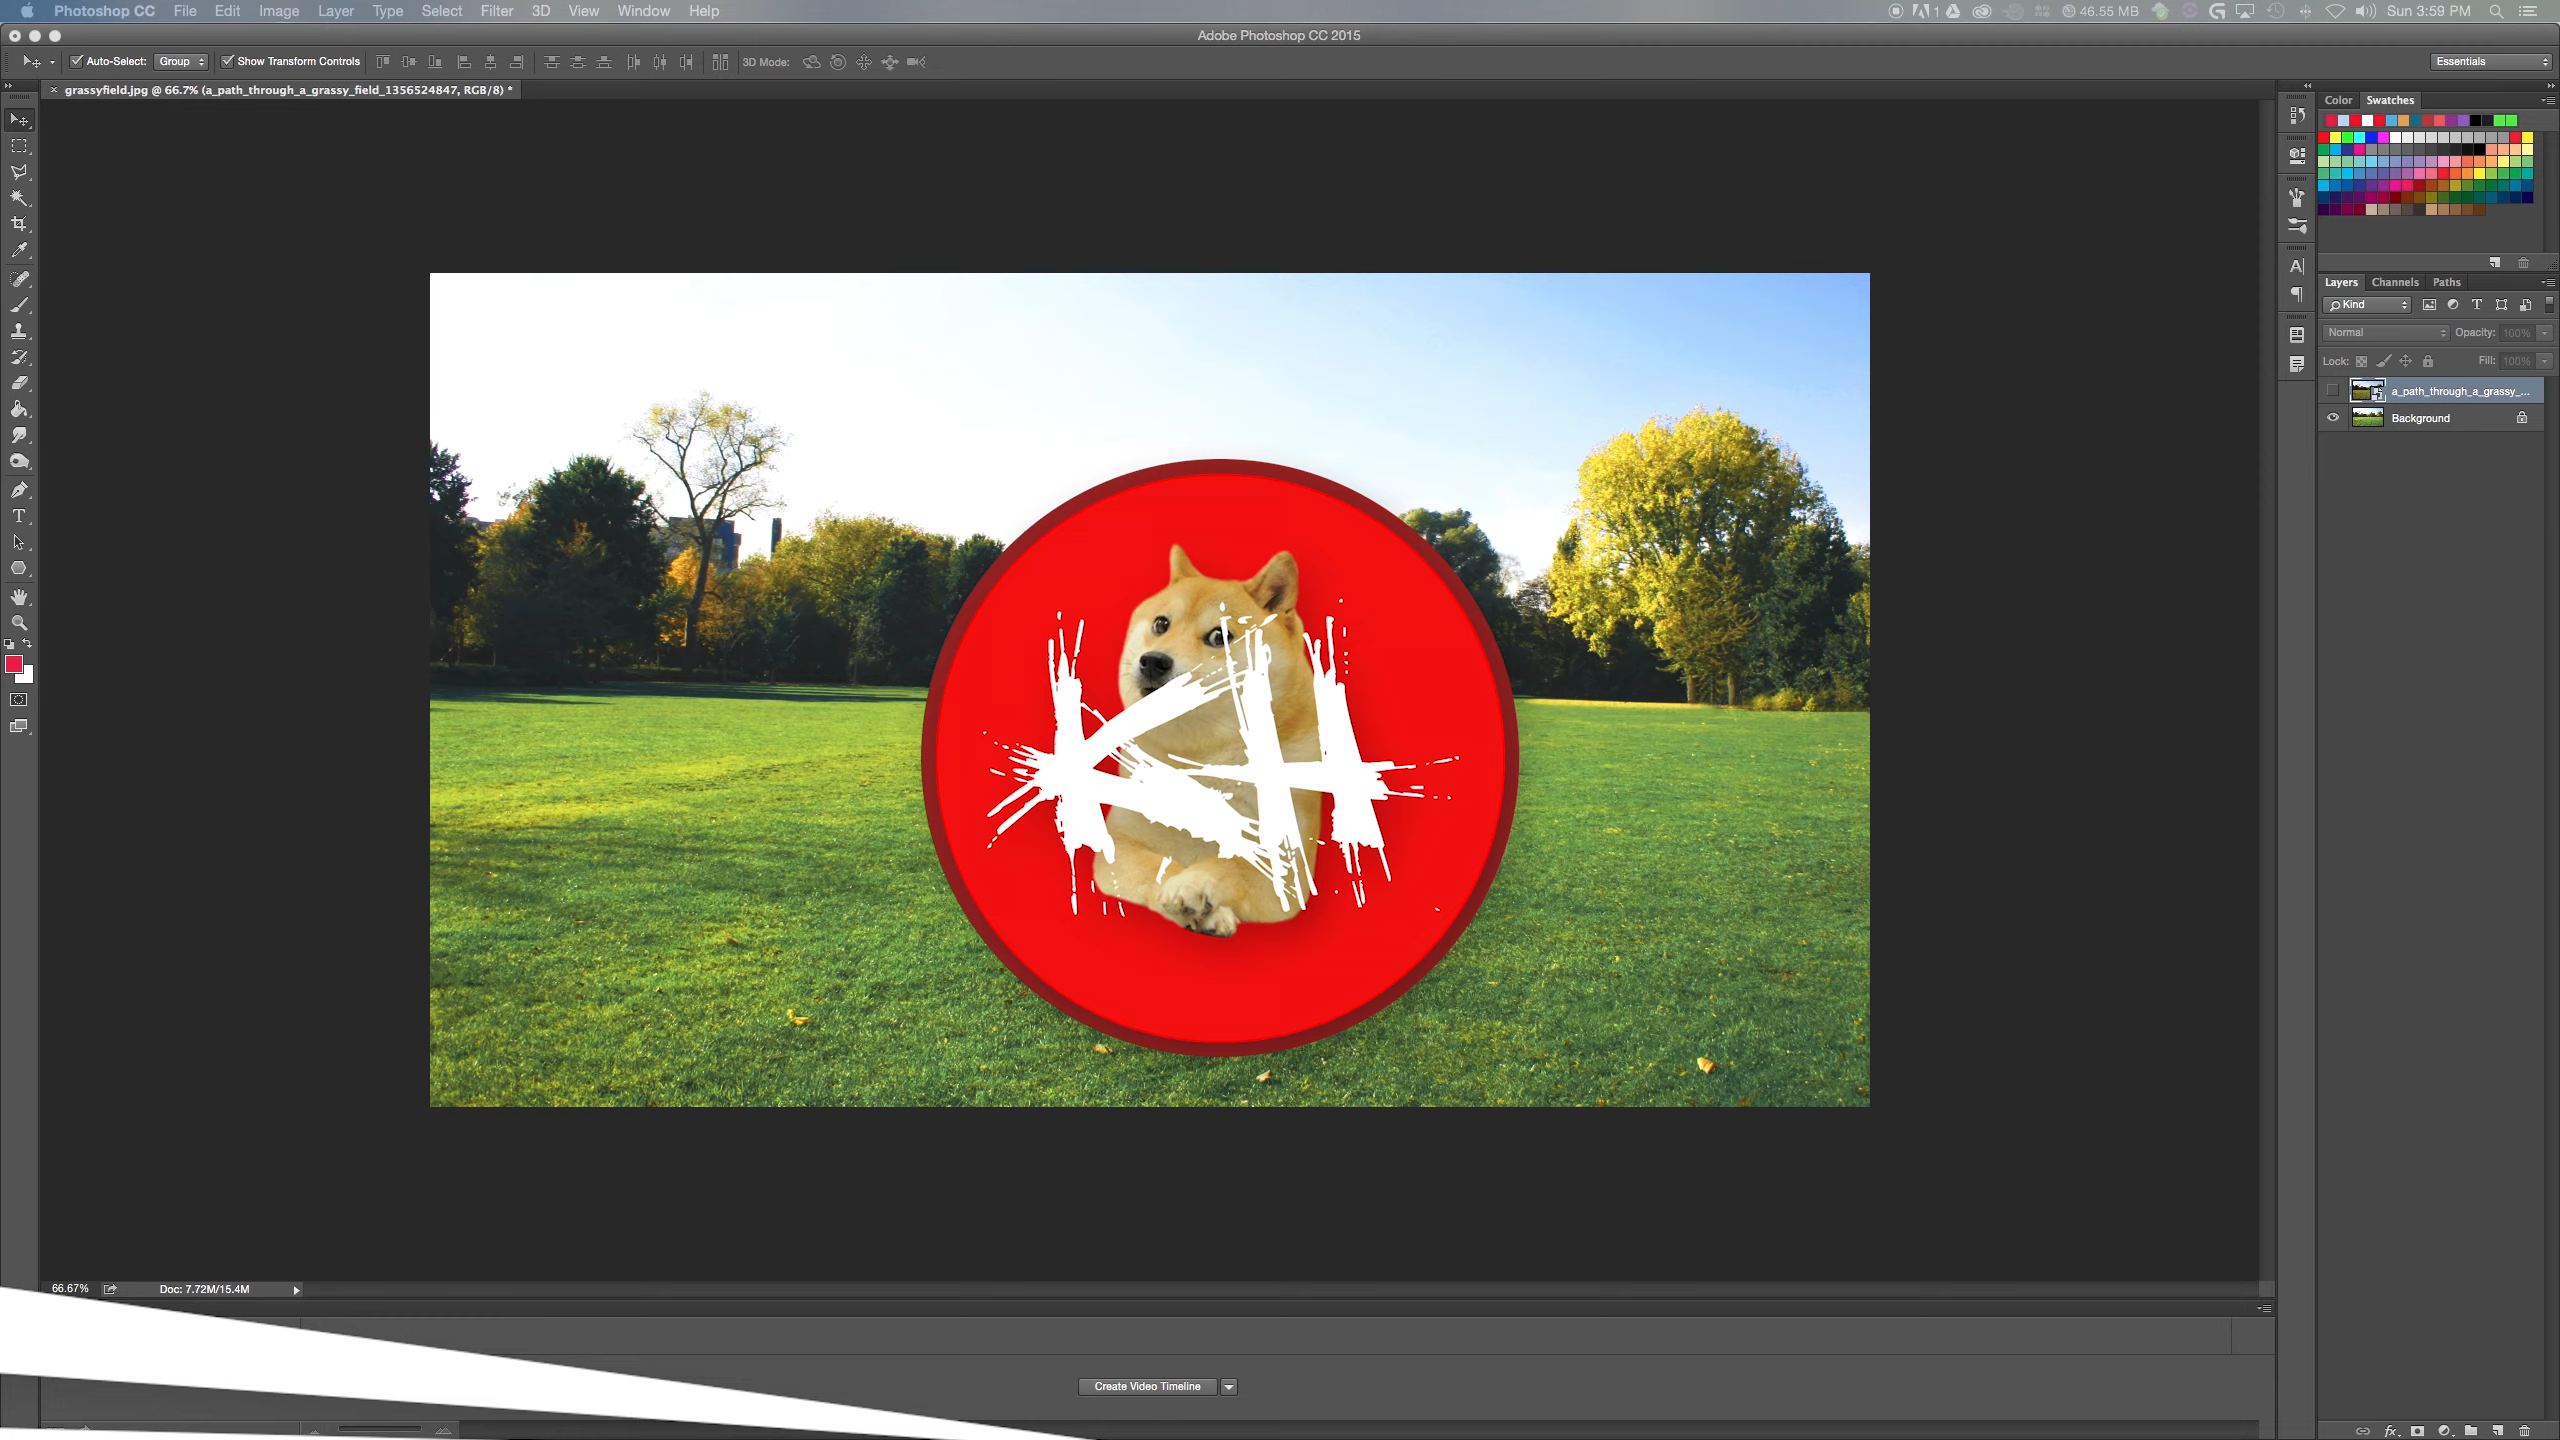 Photoshop CC File Edit Image Layer Type Select Filter 3D View Window Help 1 46.55 MB Sun 3:59 PM
Adobe Photoshop CC 2015
Auto-Select: Group Show Transform Controls 3D Mode: Essentials
× grassyfield.jpg @ 66.7% (a_path_through_a_grassy_field_1356524847, RGB/8) *
Color Swatches
Layers Channels Paths
Kind
Normal Opacity: 100%
Lock: Fill: 100%
a_path_through_a_grassy_...
Background
KH
66.67% Doc: 7.72M/15.4M
Create Video Timeline
fx